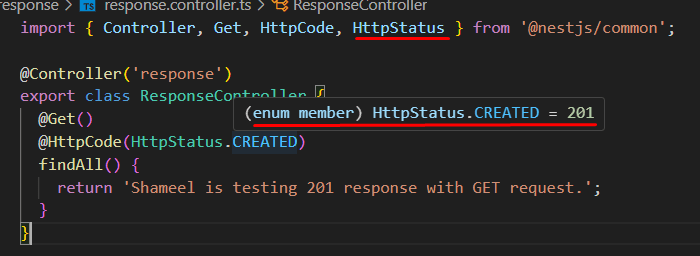 response > TS response.controller.ts > ResponseController
import { Controller, Get, HttpCode, HttpStatus } from '@nestjs/common';
@Controller('response')
export class ResponseController {
(enum member) HttpStatus.CREATED = 201
@Get()
@HttpCode(HttpStatus.CREATED)
findAll() {
return 'Shameel is testing 201 response with GET request.';
}
}